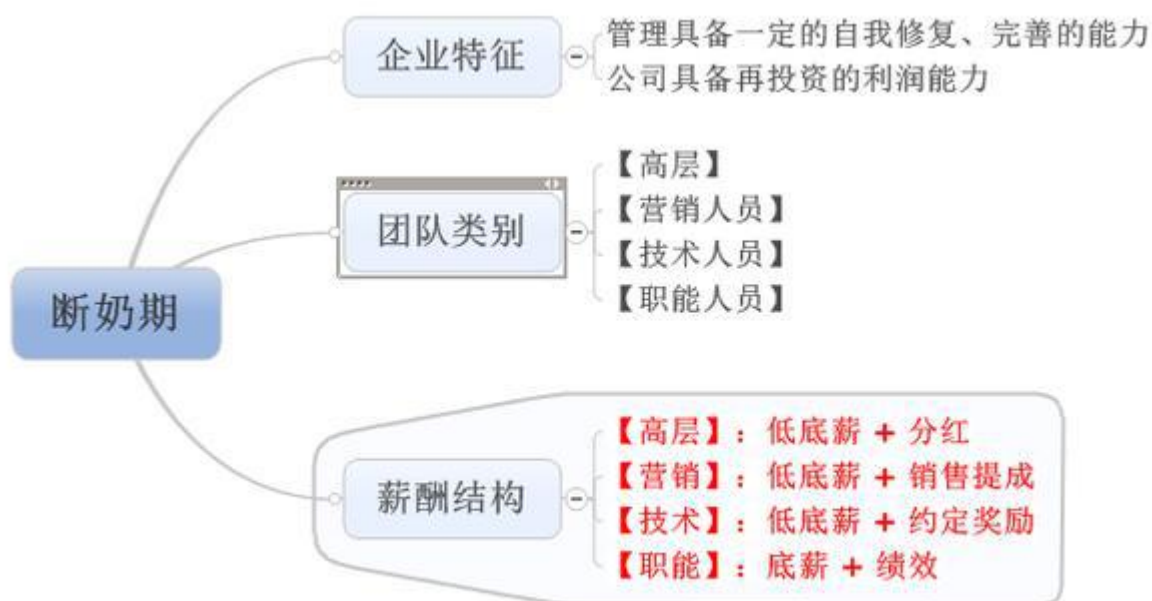 企业特征
管理具备一定的自我修复、完善的能力
公司具备再投资的利润能力
团队类别
【高层】
【营销人员】
【技术人员】
【职能人员】
断奶期
薪酬结构
【高层】：低底薪 + 分红
【营销】：低底薪 + 销售提成
【技术】：低底薪 + 约定奖励
【职能】：底薪 + 绩效